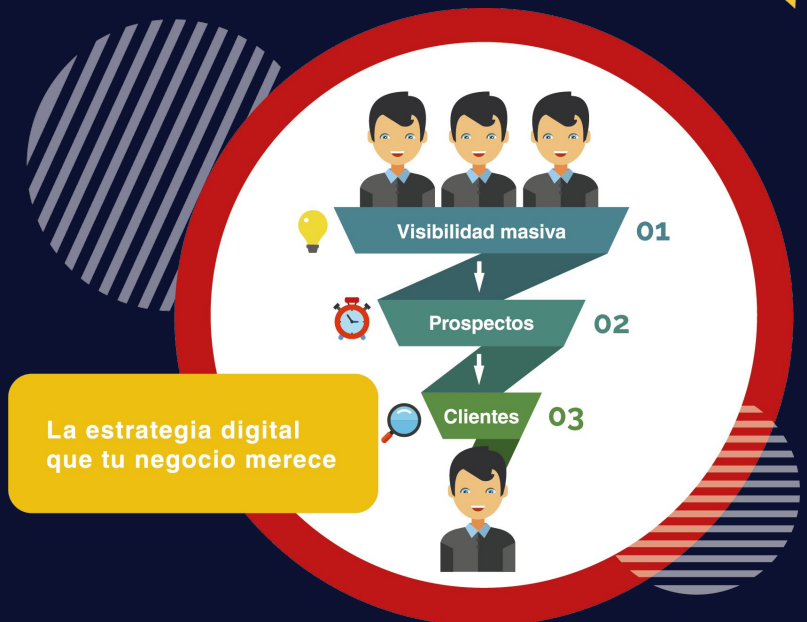 Visibilidad masiva 01
Prospectos 02
Clientes 03
La estrategia digital
que tu negocio merece